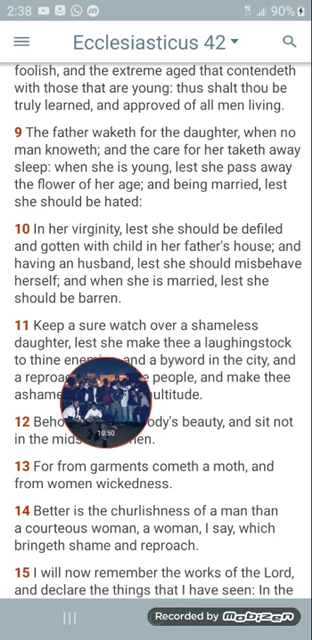 2:38
90%
Ecclesiasticus 42
foolish, and the extreme aged that contendeth
with those that are young: thus shalt thou be
truly learned, and approved of all men living.
9 The father waketh for the daughter, when no
man knoweth; and the care for her taketh away
sleep: when she is young, lest she pass away
the flower of her age; and being married, lest
she should be hated:
10 In her virginity, lest she should be defiled
and gotten with child in her father's house; and
having an husband, lest she should misbehave
herself; and when she is married, lest she
should be barren.
11 Keep a sure watch over a shameless
daughter, lest she make thee a laughingstock
to thine and a byword in the city, and
a people, and make thee
12 beauty, and sit not
in the
13 For from garments cometh a moth, and
from women wickedness.
14 Better is the churlishness of a man than
a courteous woman, a woman, I say, which
bringeth shame and reproach.
15 I will now remember the works of the Lord,
and declare the things that I have seen: In the
10:50
Recorded by Mobizen